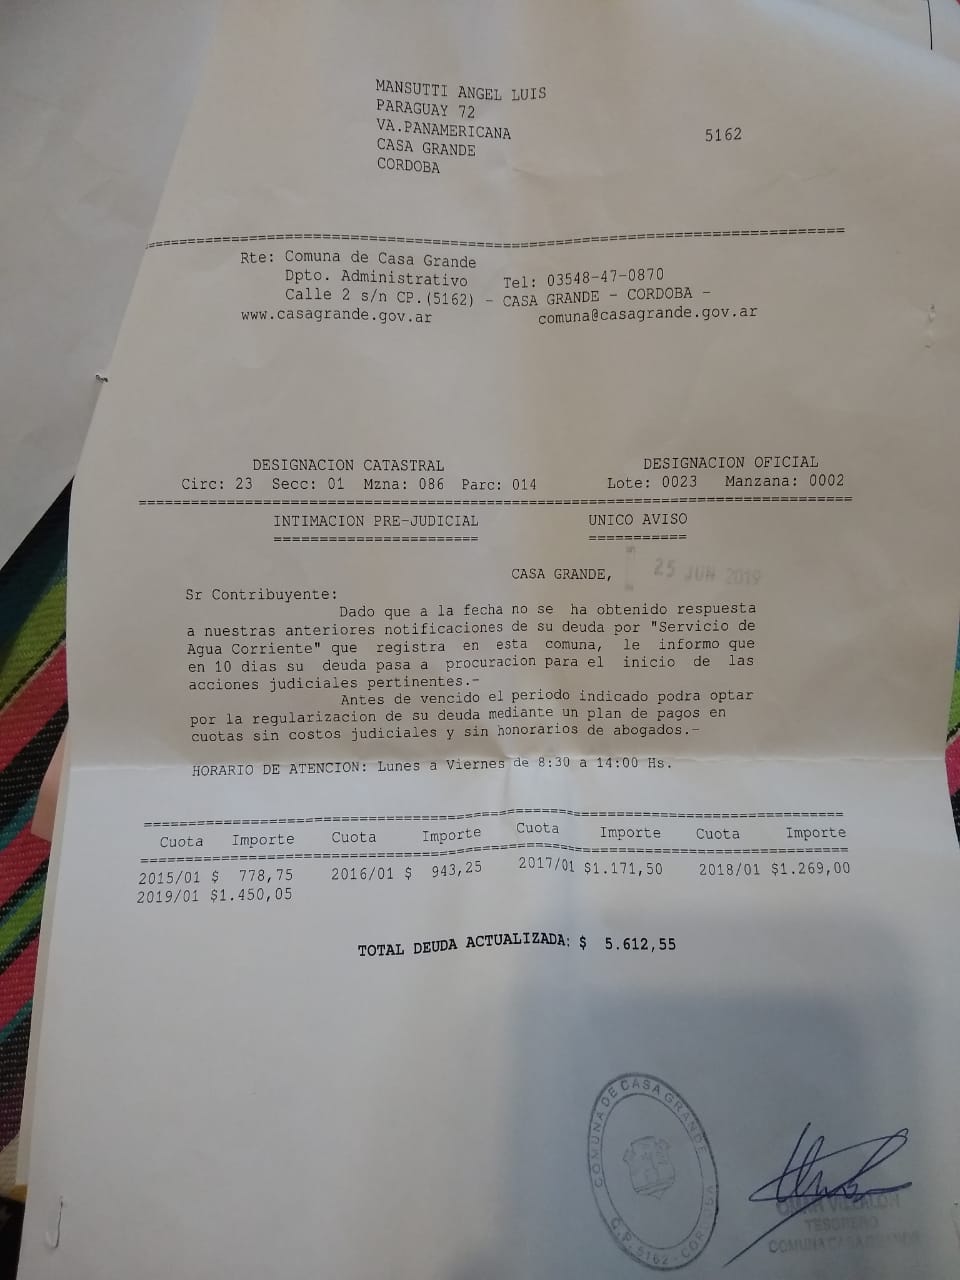 MANSUTTI ANGEL LUIS
PARAGUAY 72
VA.PANAMERICANA 5162
CASA GRANDE
CORDOBA
Rte: Comuna de Casa Grande
Dpto. Administrativo Tel: 03548-47-0870
Calle 2 s/n CP.(5162) - CASA GRANDE - CORDOBA -
www.casagrande.gov.ar comuna@casagrande.gov.ar
DESIGNACION CATASTRAL DESIGNACION OFICIAL
Circ: 23 Secc: 01 Mzna: 086 Parc: 014 Lote: 0023 Manzana: 0002
INTIMACION PRE-JUDICIAL UNICO AVISO
CASA GRANDE, 25 JUN 2019
Sr Contribuyente:
Dado que a la fecha no se ha obtenido respuesta
a nuestras anteriores notificaciones de su deuda por "Servicio de
Agua Corriente" que registra en esta comuna, le informo que
en 10 dias su deuda pasa a procuracion para el inicio de las
acciones judiciales pertinentes.-
Antes de vencido el periodo indicado podra optar
por la regularizacion de su deuda mediante un plan de pagos en
cuotas sin costos judiciales y sin honorarios de abogados.-
HORARIO DE ATENCION: Lunes a Viernes de 8:30 a 14:00 Hs.
Cuota Importe Cuota Importe Cuota Importe Cuota Importe
2015/01 $ 778,75 2016/01 $ 943,25 2017/01 $1.171,50 2018/01 $1.269,00
2019/01 $1.450,05
TOTAL DEUDA ACTUALIZADA: $ 5.612,55
COMUNA DE CASA GRANDE
C.P. 5162 - CORDOBA
VILLALON
TESORERO
COMUNA CASA GRANDE